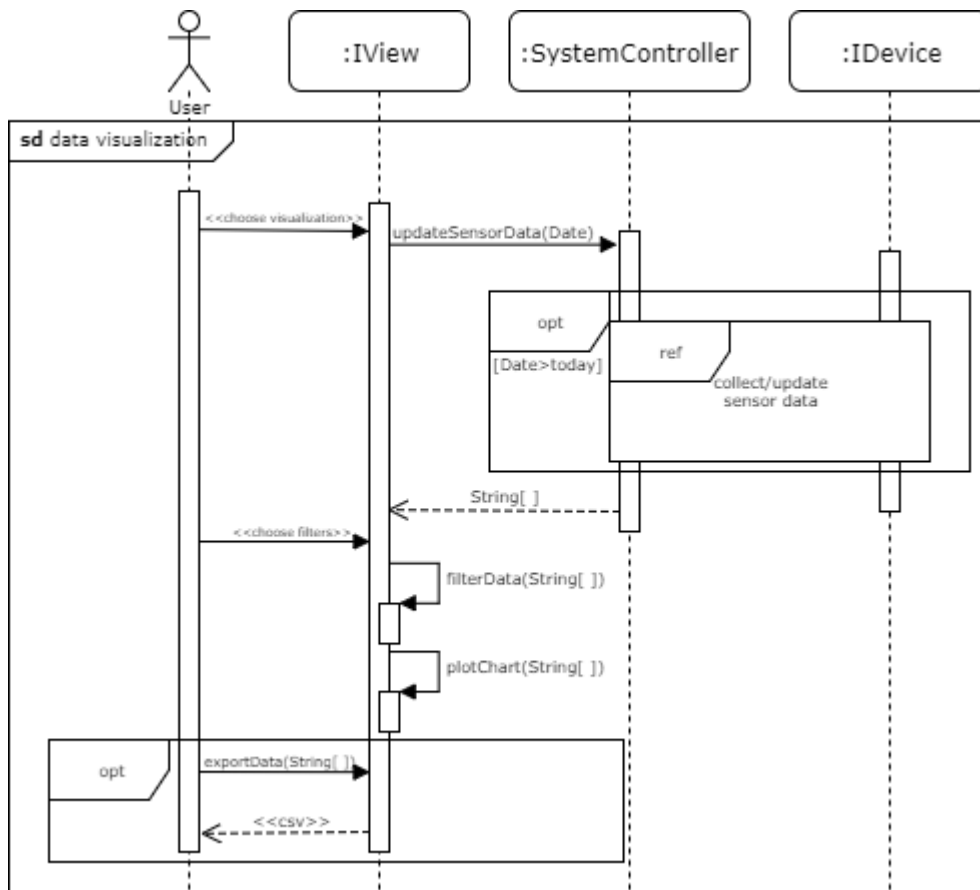 :IView
:SystemController
:IDevice
User
sd data visualization
<<choose visualization>>
updateSensorData(Date)
opt
[Date>today]
ref
collect/update
sensor data
String[ ]
<<choose filters>>
filterData(String[ ])
plotChart(String[ ])
opt
exportData(String[ ])
<<csv>>